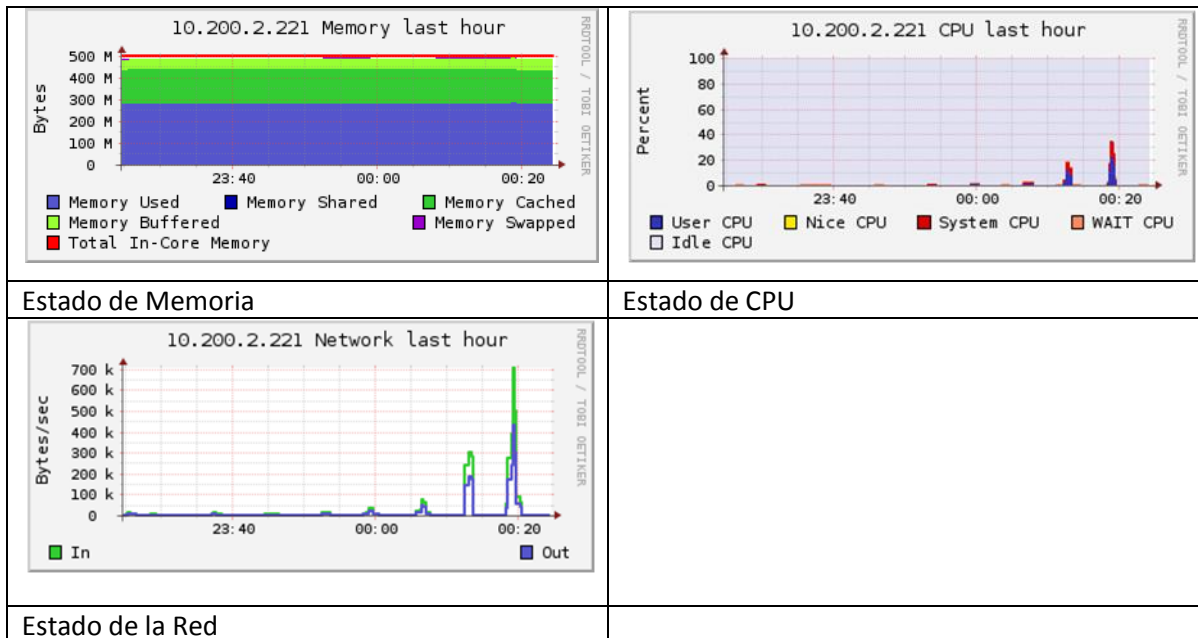 10.200.2.221 Memory last hour
RRDTOOL / TOBI OETIKER
Bytes
500 M
400 M
300 M
200 M
100 M
0
23:40 00:00 00:20
Memory Used Memory Shared Memory Cached
Memory Buffered Memory Swapped
Total In-Core Memory
10.200.2.221 CPU last hour
RRDTOOL / TOBI OETIKER
Percent
100
80
60
40
20
0
23:40 00:00 00:20
User CPU Nice CPU System CPU WAIT CPU
Idle CPU
Estado de Memoria
Estado de CPU
10.200.2.221 Network last hour
RRDTOOL / TOBI OETIKER
Bytes/sec
700 k
600 k
500 k
400 k
300 k
200 k
100 k
0
23:40 00:00 00:20
In Out
Estado de la Red